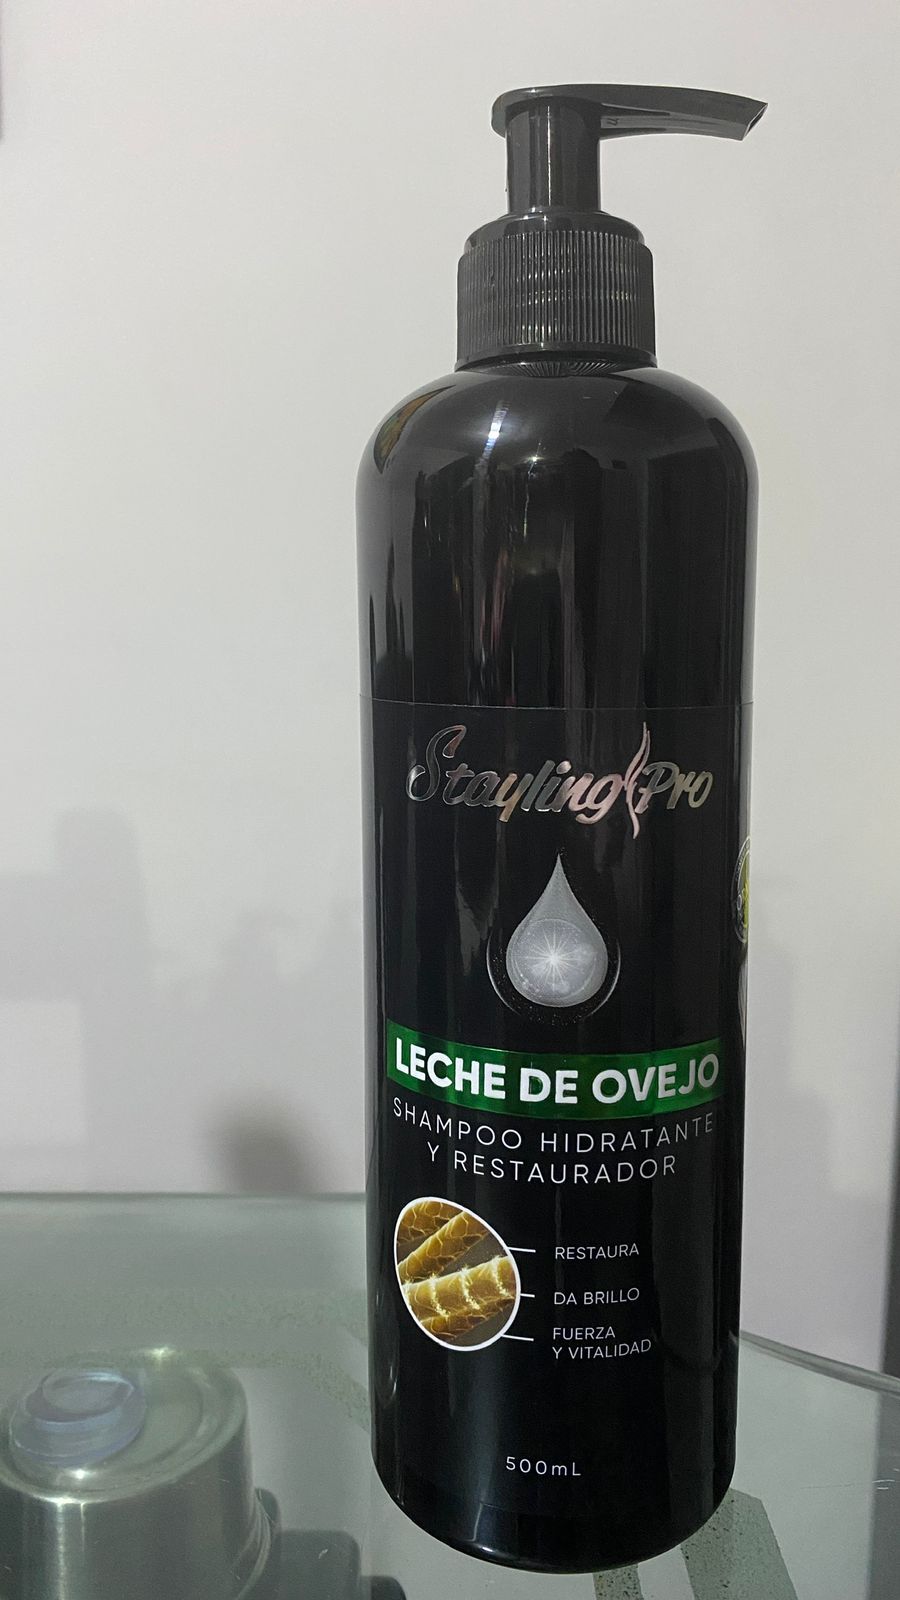 Stayling Pro
LECHE DE OVEJO
SHAMPOO HIDRATANTE
Y RESTAURADOR
RESTAURA
DA BRILLO
FUERZA
Y VITALIDAD
500mL